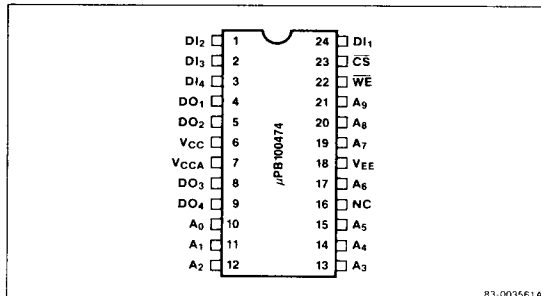 DI₂ 1 24 DI₁
DI₃ 2 23 C̅S̅
DI₄ 3 22 W̅E̅
DO₁ 4 21 A₉
DO₂ 5 20 A₈
VCC 6 19 A₇
VCCA 7 18 VEE
DO₃ 8 17 A₆
DO₄ 9 16 NC
A₀ 10 15 A₅
A₁ 11 14 A₄
A₂ 12 13 A₃
μPB100474
83-003561A